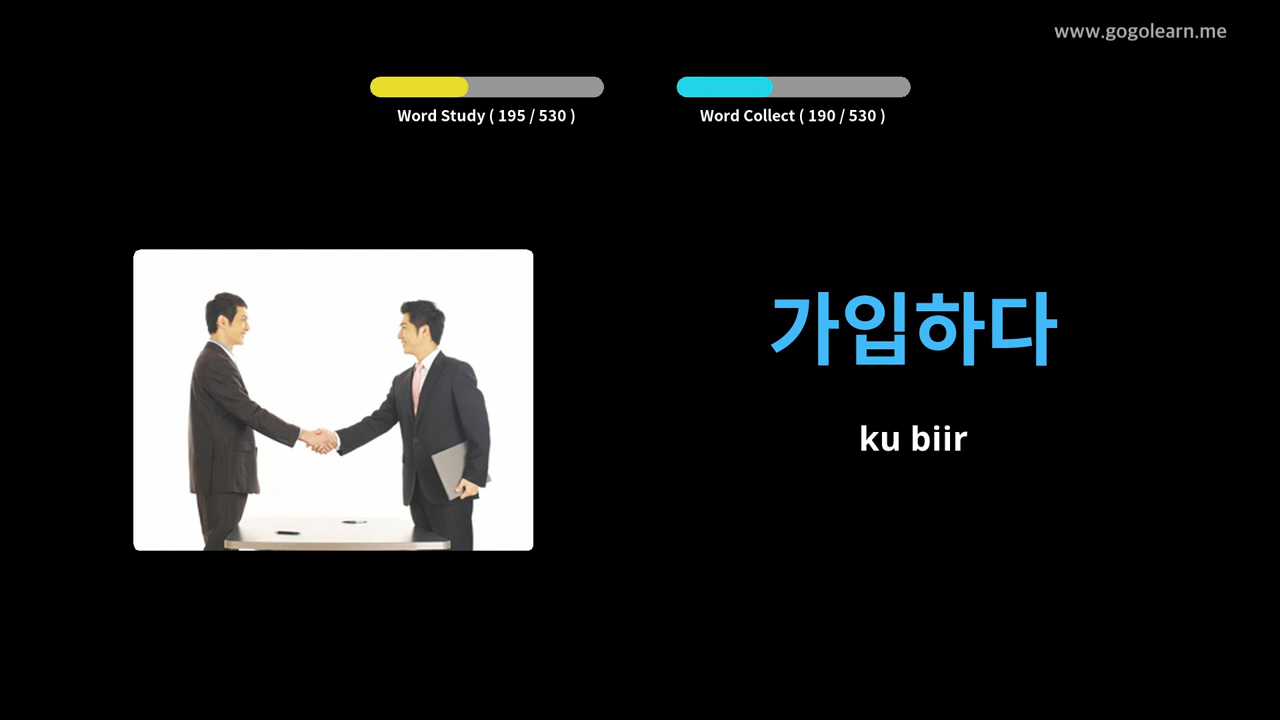 www.gogolearn.me
Word Study ( 195 / 530 )
Word Collect ( 190 / 530 )
가입하다
ku biir